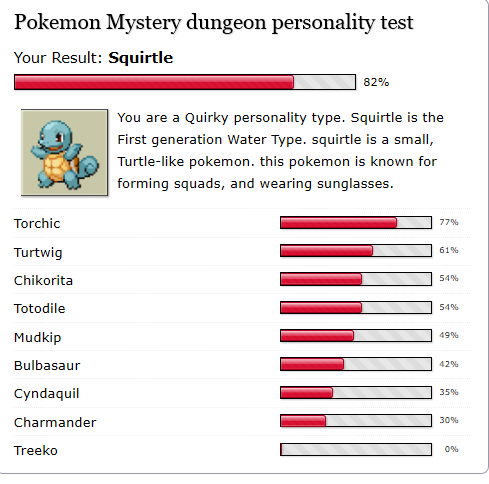 Pokemon Mystery dungeon personality test
Your Result: Squirtle
82%
You are a Quirky personality type. Squirtle is the
First generation Water Type. squirtle is a small,
Turtle-like pokemon. this pokemon is known for
forming squads, and wearing sunglasses.
Torchic 77%
Turtwig 61%
Chikorita 54%
Totodile 54%
Mudkip 49%
Bulbasaur 42%
Cyndaquil 35%
Charmander 30%
Treeko 0%